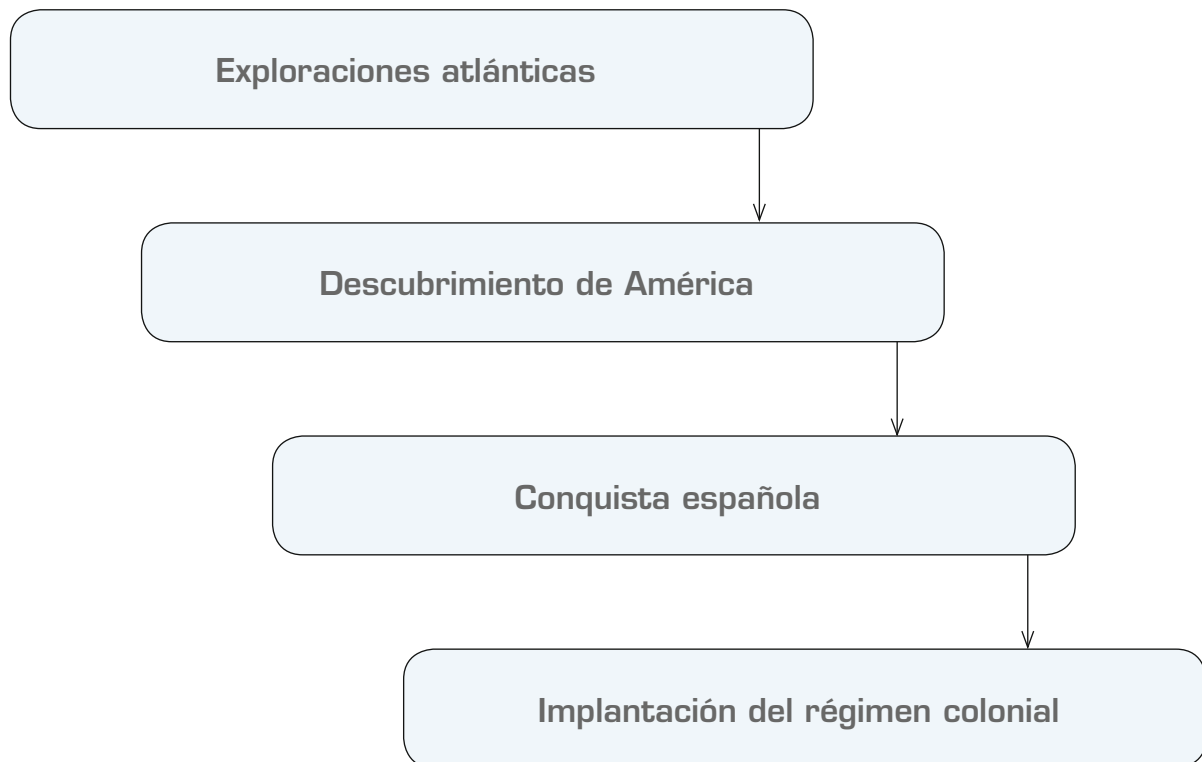 Exploraciones atlánticas
Descubrimiento de América
Conquista española
Implantación del régimen colonial